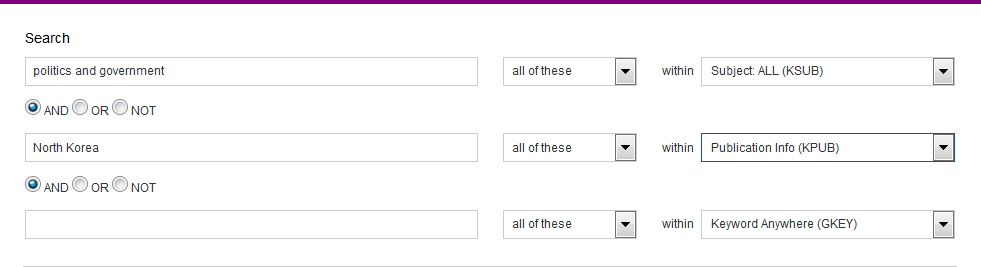 Search
politics and government all of these within Subject: ALL (KSUB)
AND OR NOT
North Korea all of these within Publication Info (KPUB)
AND OR NOT
all of these within Keyword Anywhere (GKEY)